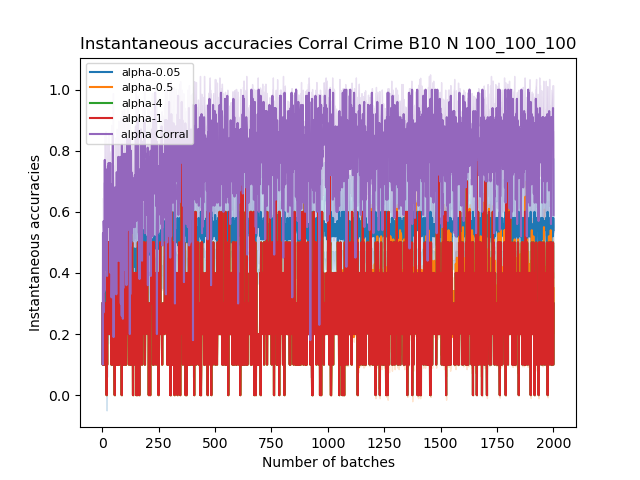 Instantaneous accuracies Corral Crime B10 N 100_100_100
alpha-0.05
alpha-0.5
alpha-4
alpha-1
alpha Corral
1.0
0.8
0.6
0.4
0.2
0.0
Instantaneous accuracies
0 250 500 750 1000 1250 1500 1750 2000
Number of batches